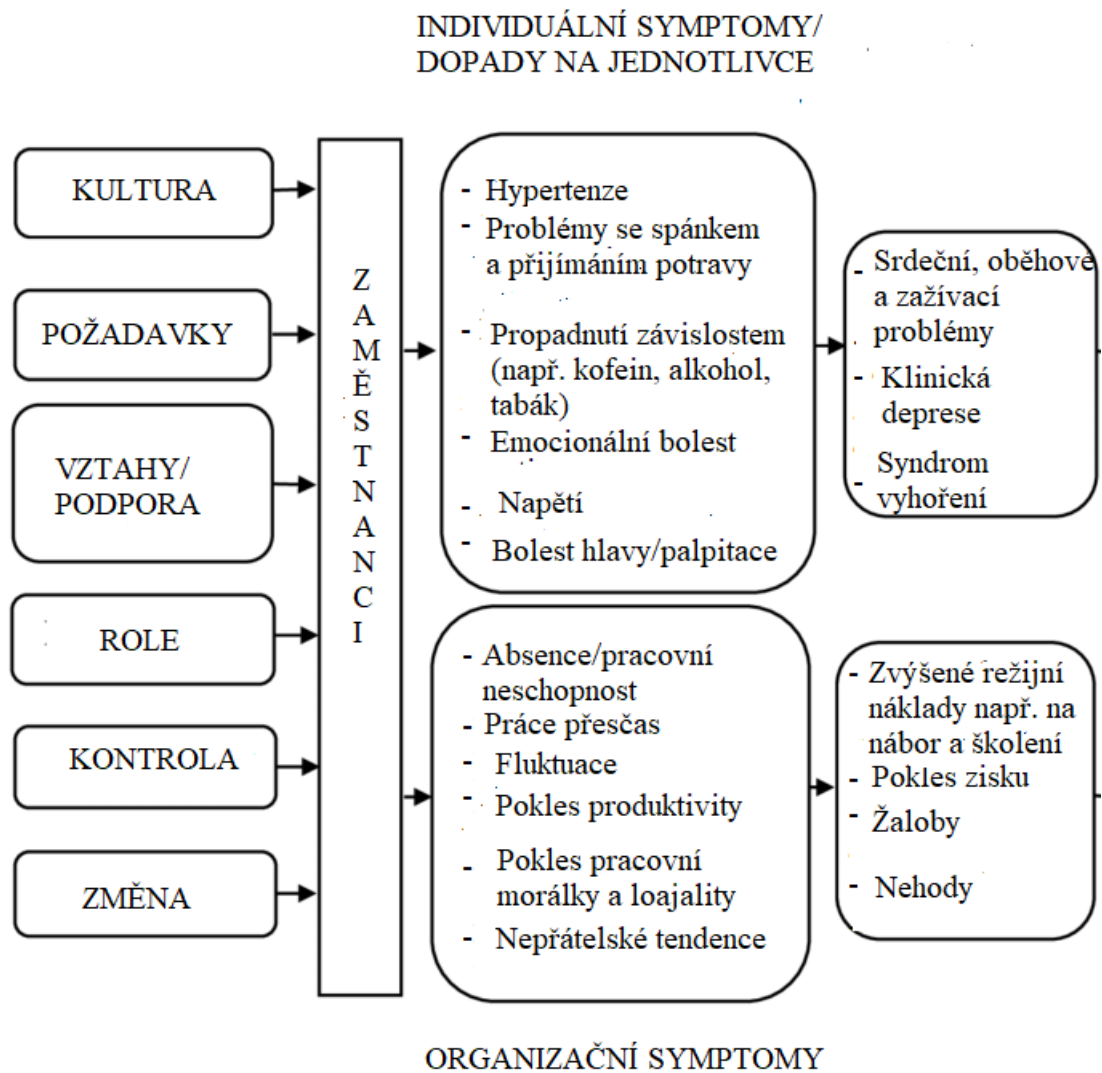 INDIVIDUÁLNÍ SYMPTOMY/
DOPADY NA JEDNOTLIVCE
KULTURA
POŽADAVKY
VZTAHY/
PODPORA
ROLE
KONTROLA
ZMĚNA
Z
A
M
Ě
S
T
N
A
N
C
I
- Hypertenze
- Problémy se spánkem
a přijímáním potravy
- Propadnutí závislostem
(např. kofein, alkohol,
tabák)
- Emocionální bolest
- Napětí
- Bolest hlavy/palpitace
- Srdeční, oběhové
a zažívací
problémy
- Klinická
deprese
- Syndrom
vyhoření
- Absence/pracovní
neschopnost
- Práce přesčas
- Fluktuace
- Pokles produktivity
- Pokles pracovní
morálky a loajality
- Nepřátelské tendence
- Zvýšené režijní
náklady např. na
nábor a školení
- Pokles zisku
- Žaloby
- Nehody
ORGANIZAČNÍ SYMPTOMY